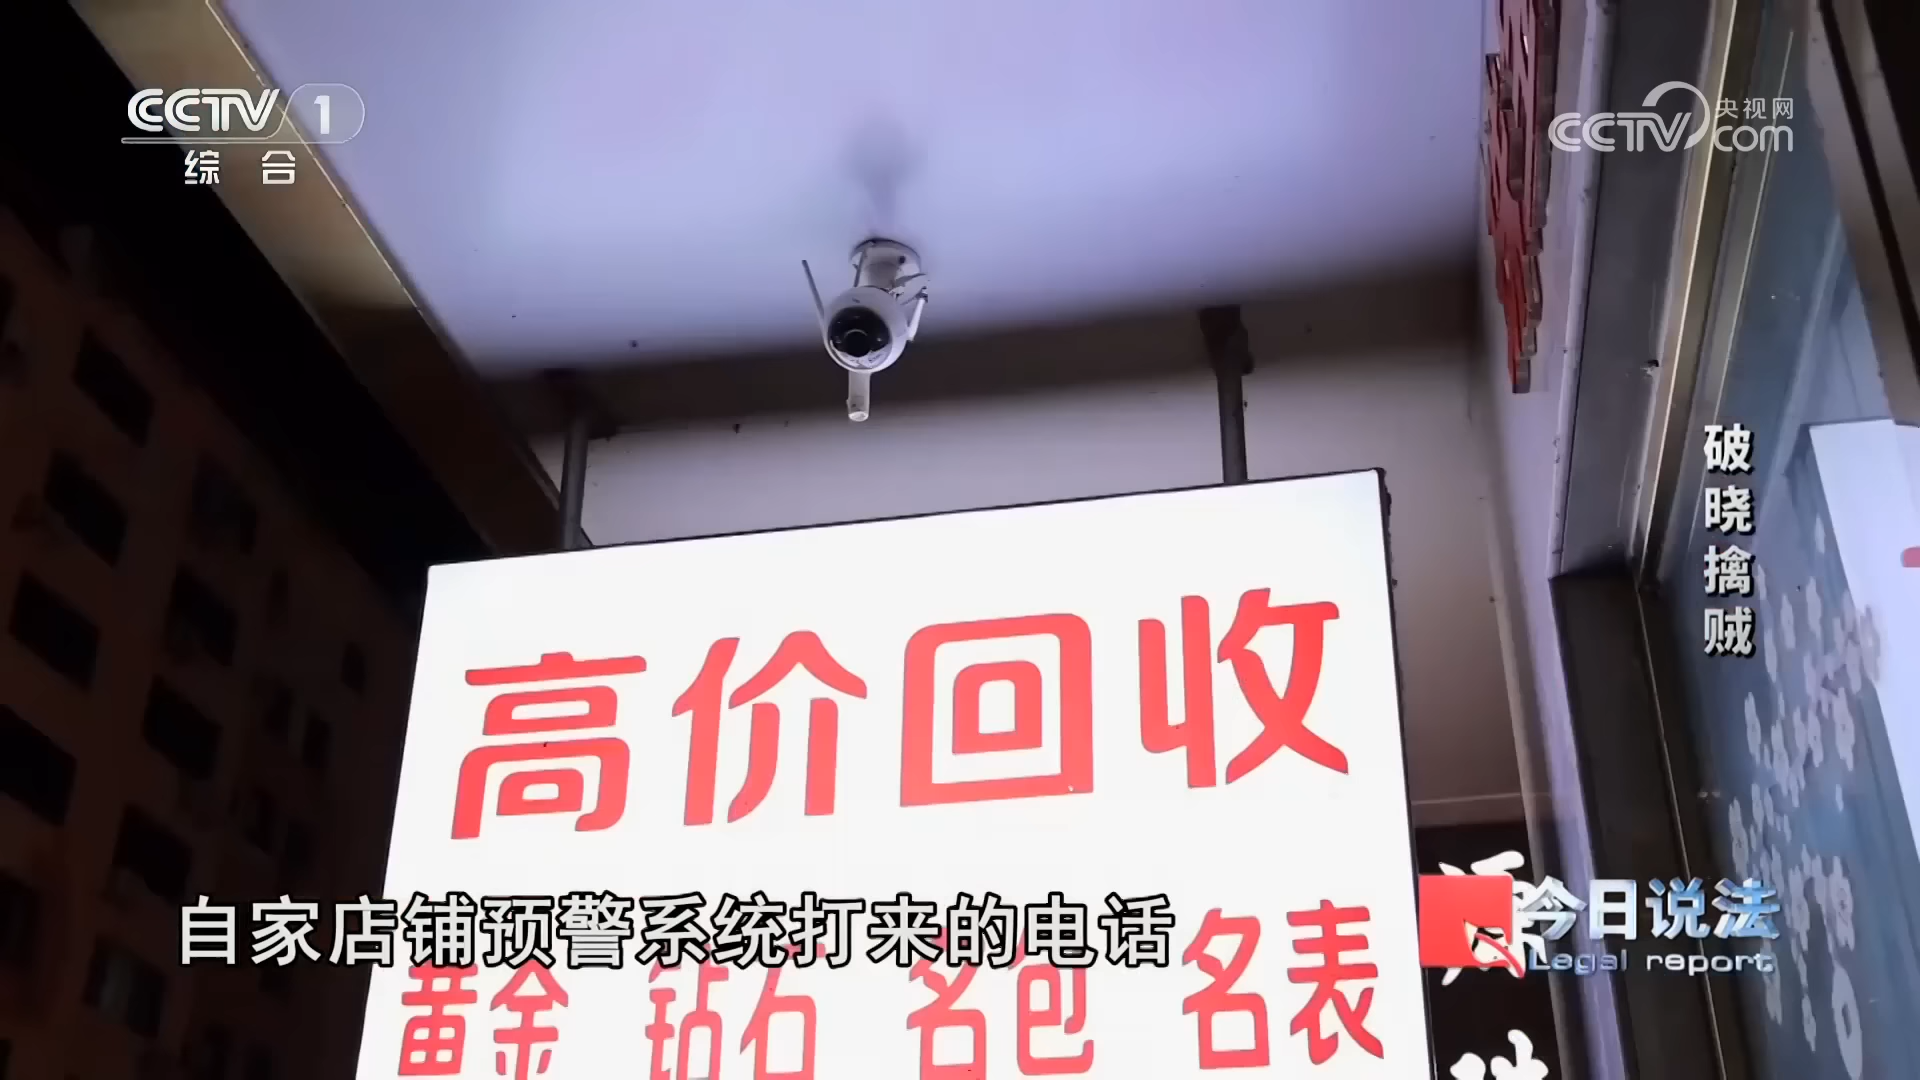 CCTV 1
综 合
央视网
CCTV.com
破晓擒贼
高价回收
自家店铺预警系统打来的电话
黄金 钻石 名包 名表
今日说法
Legal report